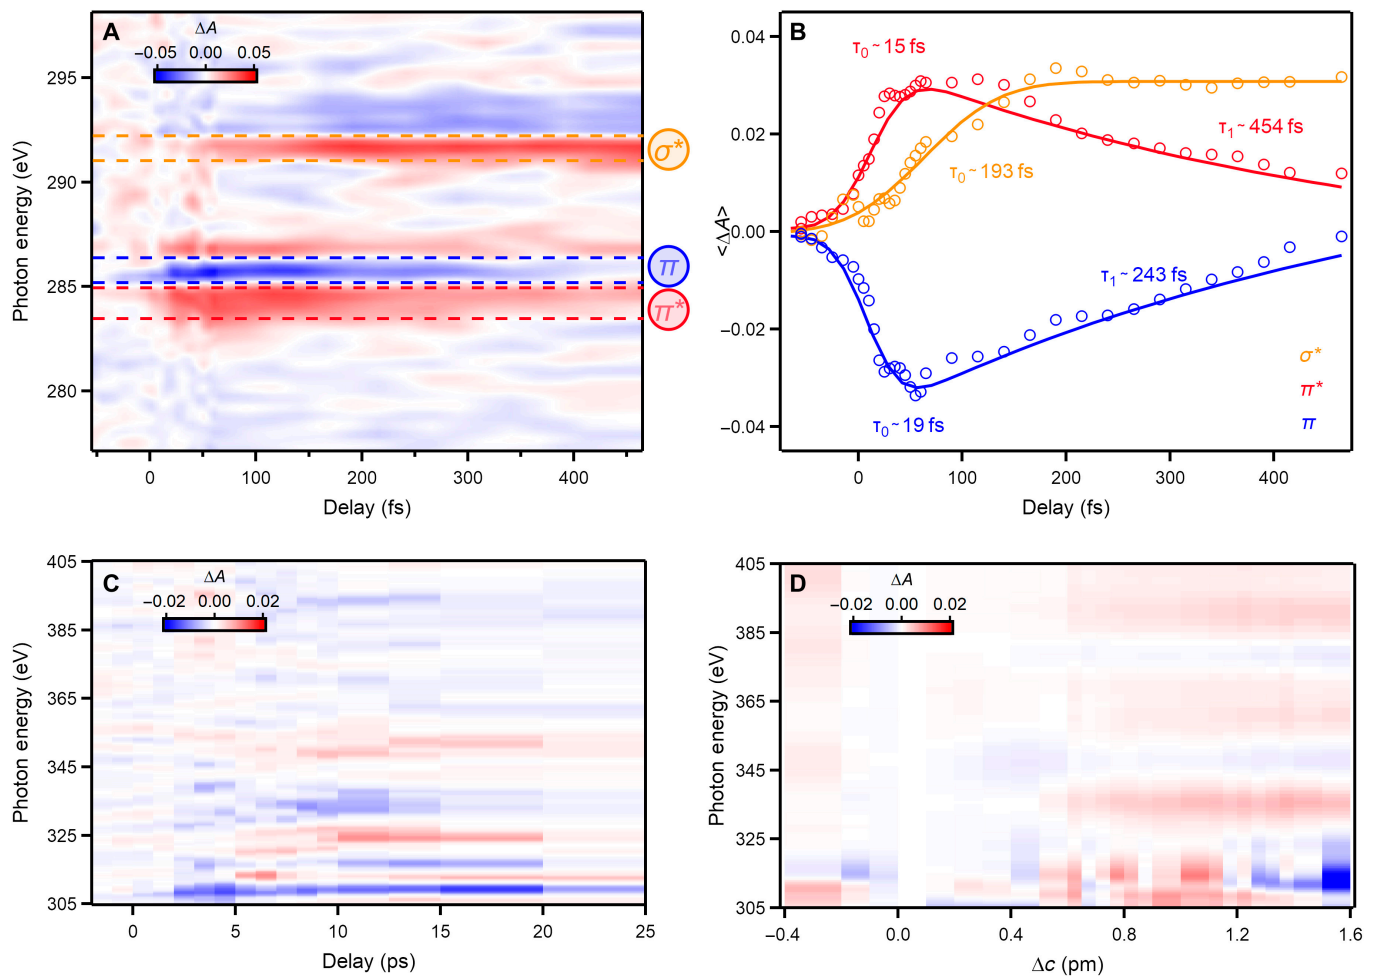 A
ΔA
−0.05 0.00 0.05
295
290
285
280
Photon energy (eV)
0 100 200 300 400
Delay (fs)
σ*
π
π*
B
0.04
0.02
0.00
−0.02
−0.04
<ΔA>
τ0 ~ 15 fs
τ1 ~ 454 fs
τ0 ~ 193 fs
τ1 ~ 243 fs
τ0 ~ 19 fs
σ*
π*
π
0 100 200 300 400
Delay (fs)
C
ΔA
−0.02 0.00 0.02
405
385
365
345
325
305
Photon energy (eV)
0 5 10 15 20 25
Delay (ps)
D
ΔA
−0.02 0.00 0.02
405
385
365
345
325
305
Photon energy (eV)
−0.4 0.0 0.4 0.8 1.2 1.6
Δc (pm)